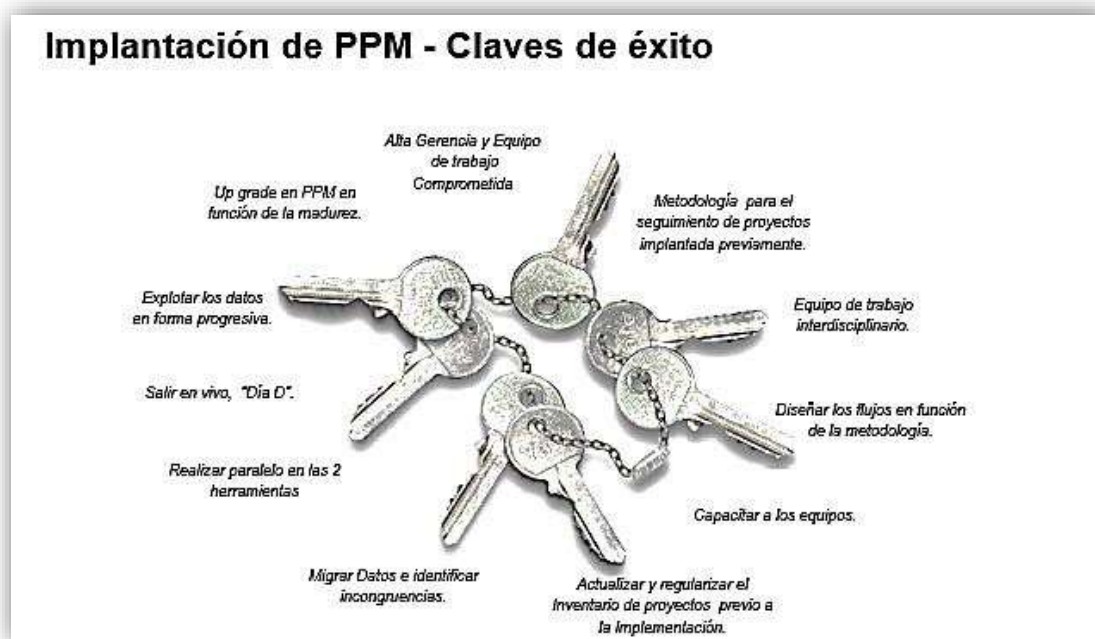 Implantación de PPM - Claves de éxito
Alta Gerencia y Equipo
de trabajo
Comprometida
Metodología para el
seguimiento de proyectos
implantada previamente.
Equipo de trabajo
interdisciplinario.
Diseñar los flujos en función
de la metodología.
Capacitar a los equipos.
Actualizar y regularizar el
Inventario de proyectos previo a
la Implementación.
Migrar Datos e identificar
incongruencias.
Realizar paralelo en las 2
herramientas
Salir en vivo, "Día D".
Explotar los datos
en forma progresiva.
Up grade en PPM en
función de la madurez.